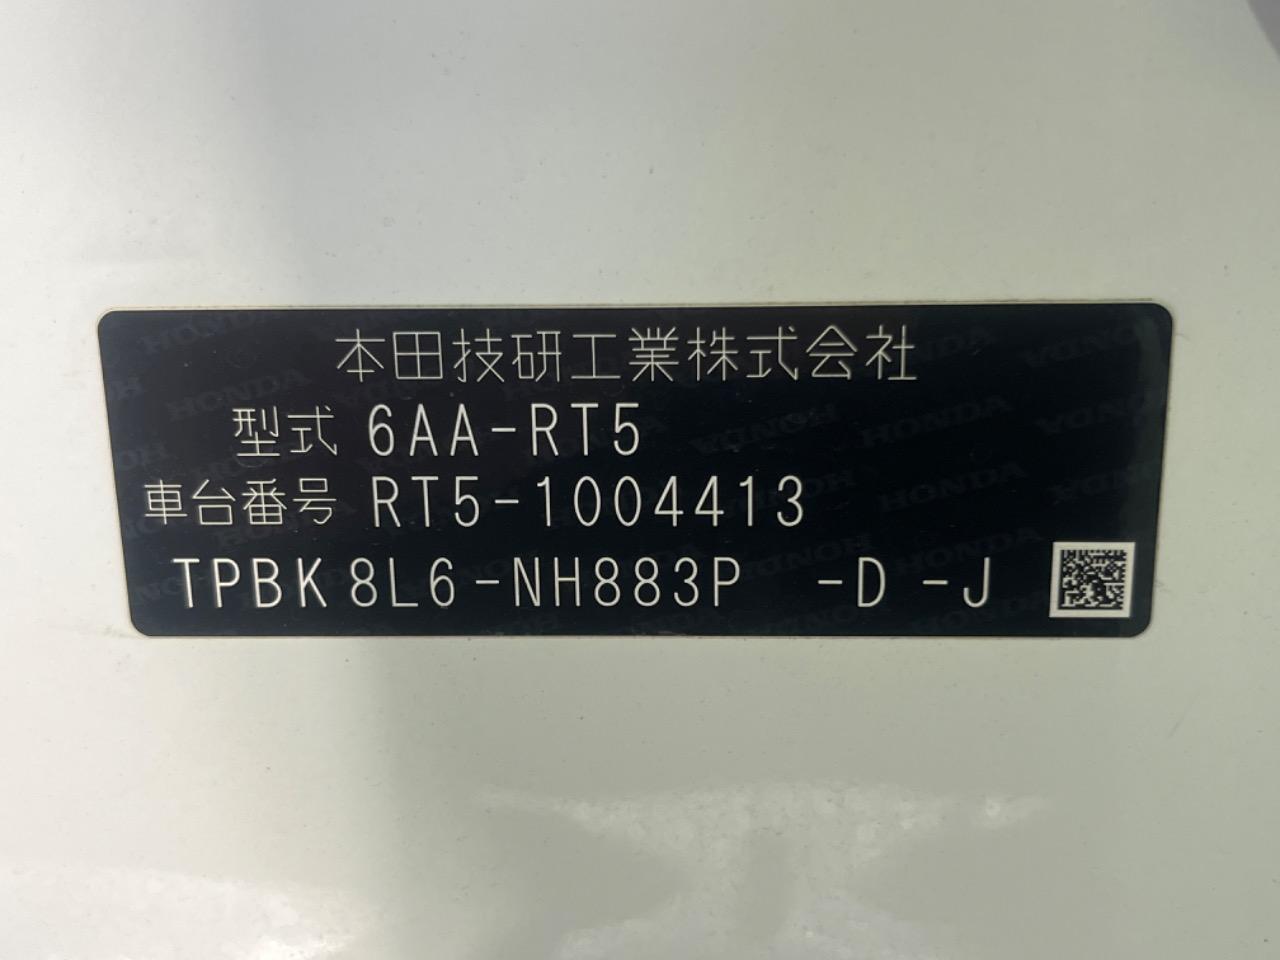 本田技研工業株式会社
型式 6AA-RT5
車台番号 RT5-1004413
TPBK8L6-NH883P -D -J